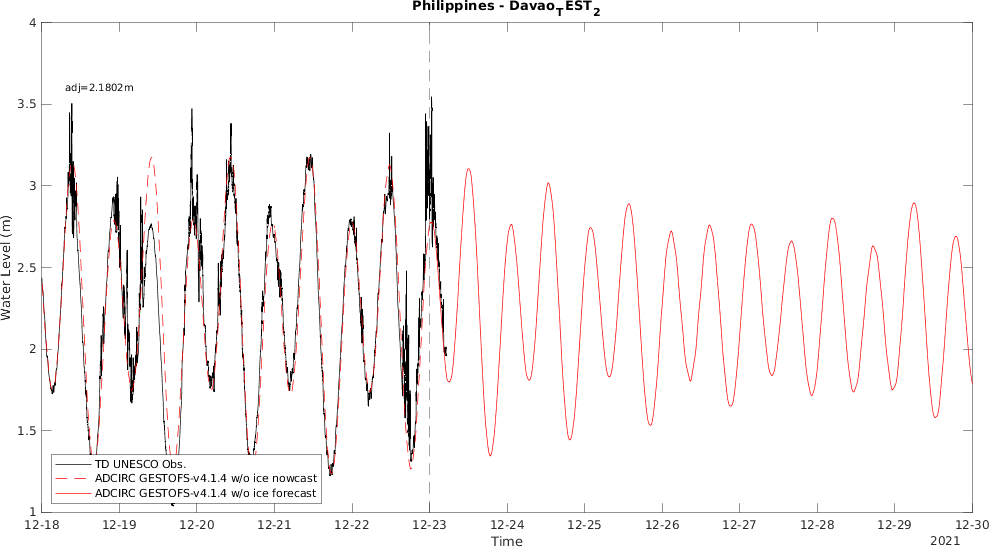 Philippines - Davao_TEST_2
adj=2.1802m
4
3.5
3
2.5
2
1.5
1
Water Level (m)
TD UNESCO Obs.
ADCIRC GESTOFS-v4.1.4 w/o ice nowcast
ADCIRC GESTOFS-v4.1.4 w/o ice forecast
12-18 12-19 12-20 12-21 12-22 12-23 12-24 12-25 12-26 12-27 12-28 12-29 12-30
Time
2021